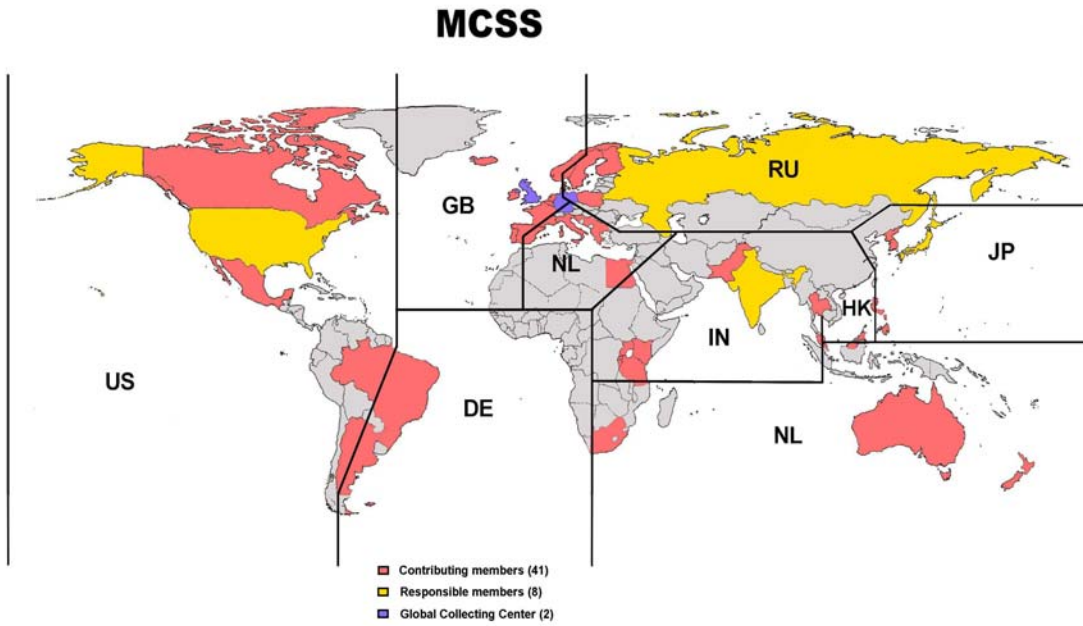 MCSS
RU
GB
JP
NL
HK
IN
US
DE
NL
Contributing members (41)
Responsible members (8)
Global Collecting Center (2)